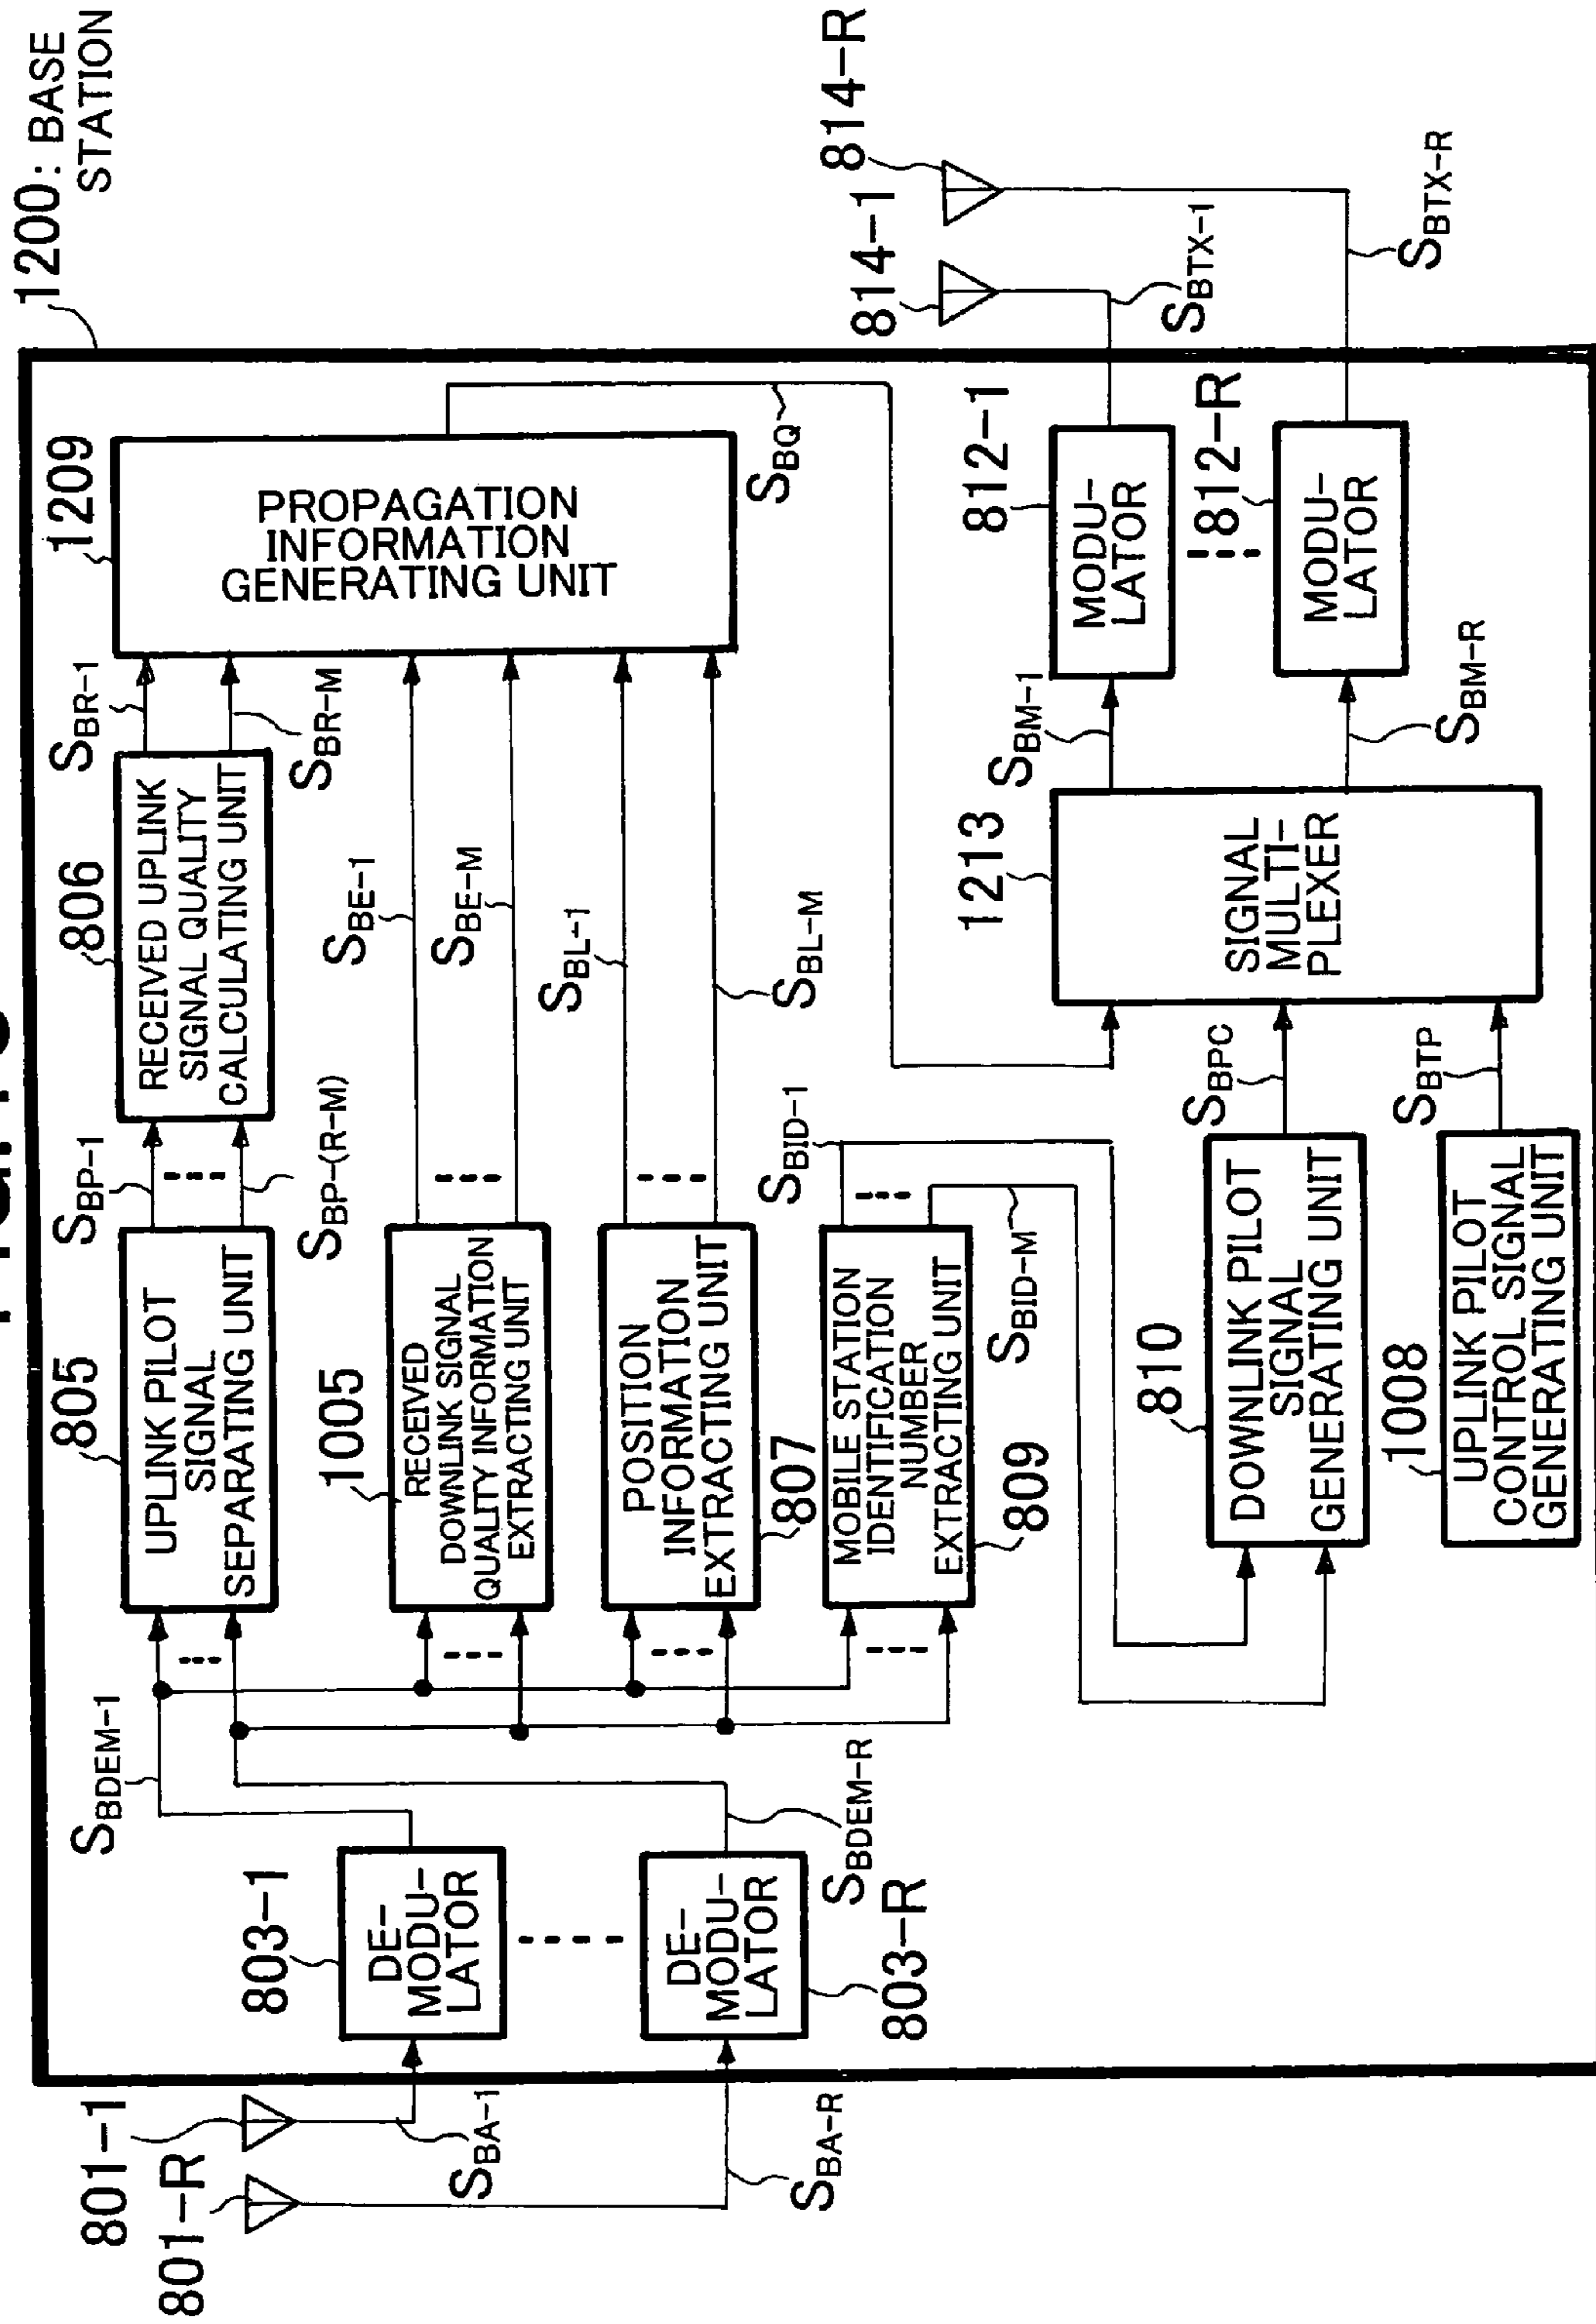 1200: BASE
STATION
801-1
801-R
SBA-1
SBA-R
803-1
DE-
MODU-
LATOR
DE-
MODU-
LATOR
803-R
SBDEM-1
SBDEM-R
805
UPLINK PILOT
SIGNAL
SEPARATING UNIT
SBP-1
SBP-(R-M)
806
RECEIVED UPLINK
SIGNAL QUALITY
CALCULATING UNIT
SBR-1
SBR-M
1209
PROPAGATION
INFORMATION
GENERATING UNIT
SBQ
1005
RECEIVED
DOWNLINK SIGNAL
QUALITY INFORMATION
EXTRACTING UNIT
SBE-1
SBE-M
POSITION
INFORMATION
EXTRACTING UNIT
807
SBL-1
SBL-M
MOBILE STATION
IDENTIFICATION
NUMBER
EXTRACTING UNIT
809
SBID-1
SBID-M
810
DOWNLINK PILOT
SIGNAL
GENERATING UNIT
SBPC
1008
UPLINK PILOT
CONTROL SIGNAL
GENERATING UNIT
SBTP
1213
SIGNAL
MULTI-
PLEXER
SBM-1
SBM-R
812-1
MODU-
LATOR
812-R
MODU-
LATOR
814-1
814-R
SBTX-1
SBTX-R